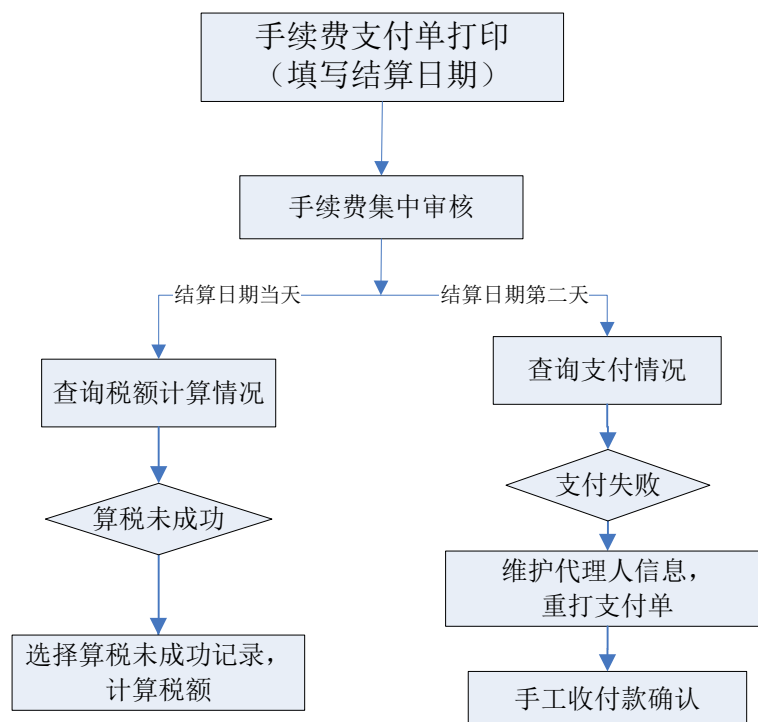 手续费支付单打印
（填写结算日期）
手续费集中审核
结算日期当天
结算日期第二天
查询税额计算情况
查询支付情况
算税未成功
支付失败
维护代理人信息，
重打支付单
选择算税未成功记录，
计算税额
手工收付款确认